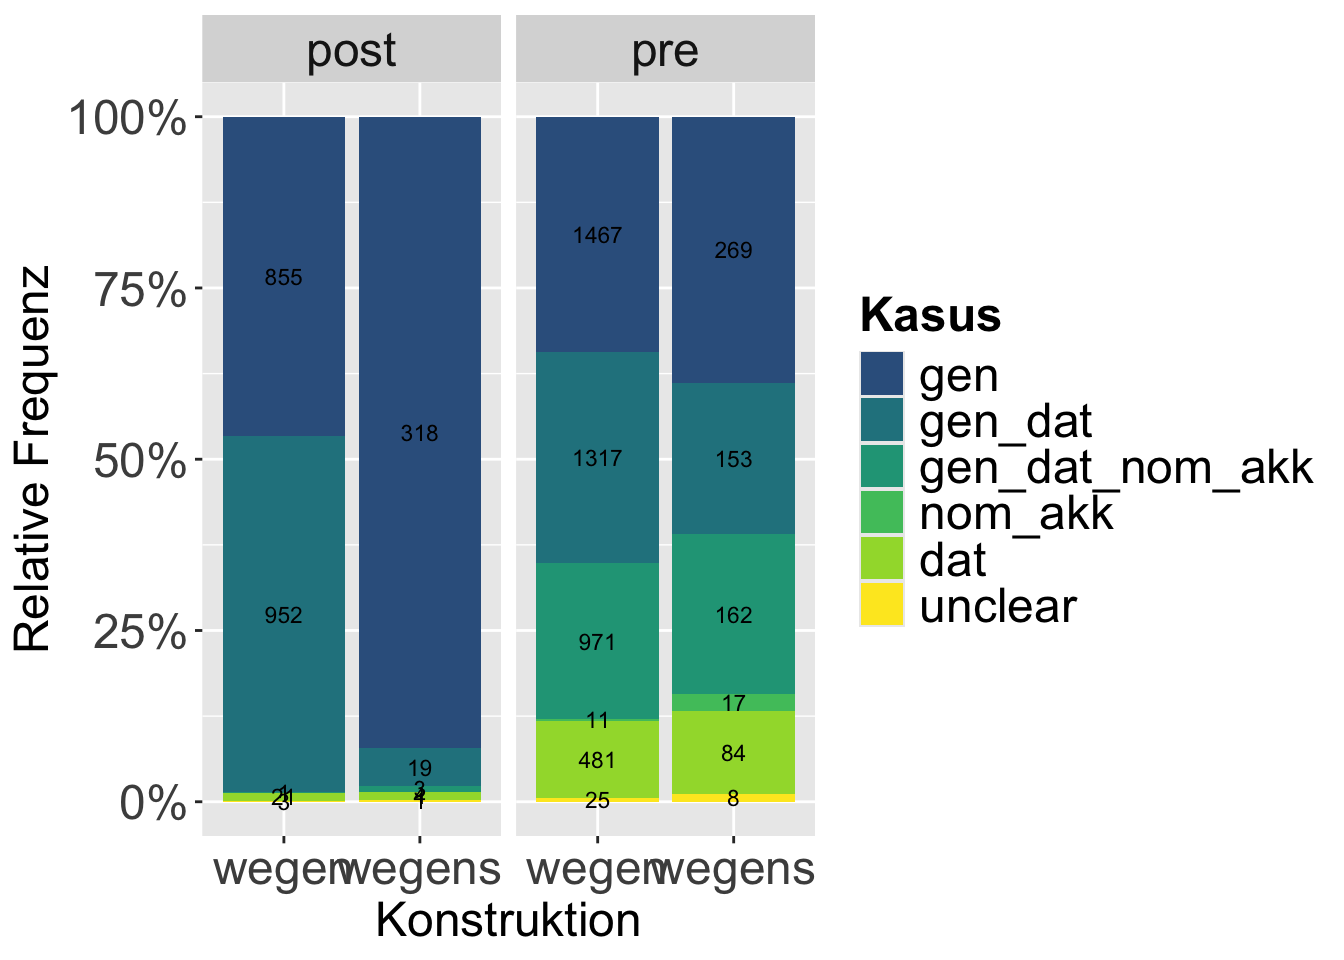 post
pre
100%
75%
50%
25%
0%
Relative Frequenz
855
952
3
318
19
1467
1317
971
11
481
25
269
153
162
17
84
8
wegen
wegens
wegen
wegens
Konstruktion
Kasus
gen
gen_dat
gen_dat_nom_akk
nom_akk
dat
unclear